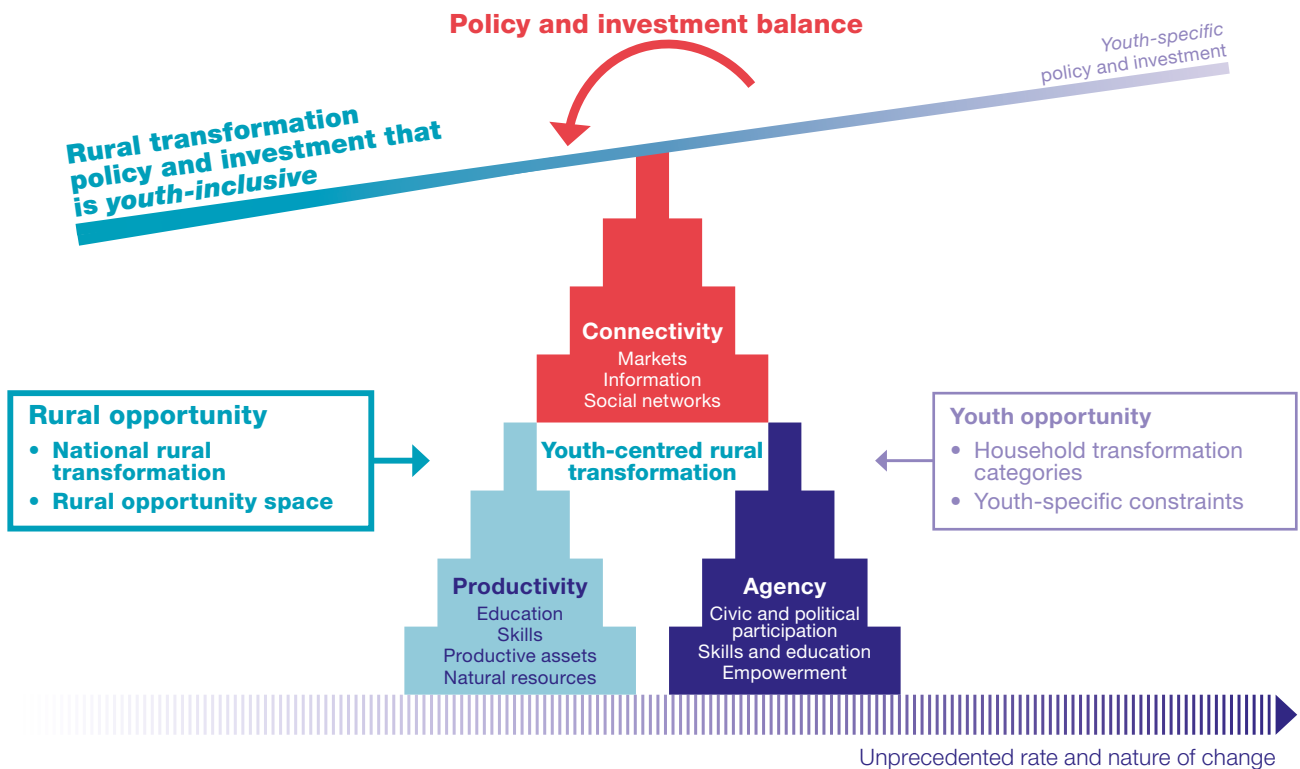 Policy and investment balance
Youth-specific
policy and investment
Rural transformation
policy and investment that
is youth-inclusive
Connectivity
Markets
Information
Social networks
Rural opportunity
• National rural
transformation
• Rural opportunity space
Youth-centred rural
transformation
Youth opportunity
• Household transformation
categories
• Youth-specific constraints
Productivity
Education
Skills
Productive assets
Natural resources
Agency
Civic and political
participation
Skills and education
Empowerment
Unprecedented rate and nature of change